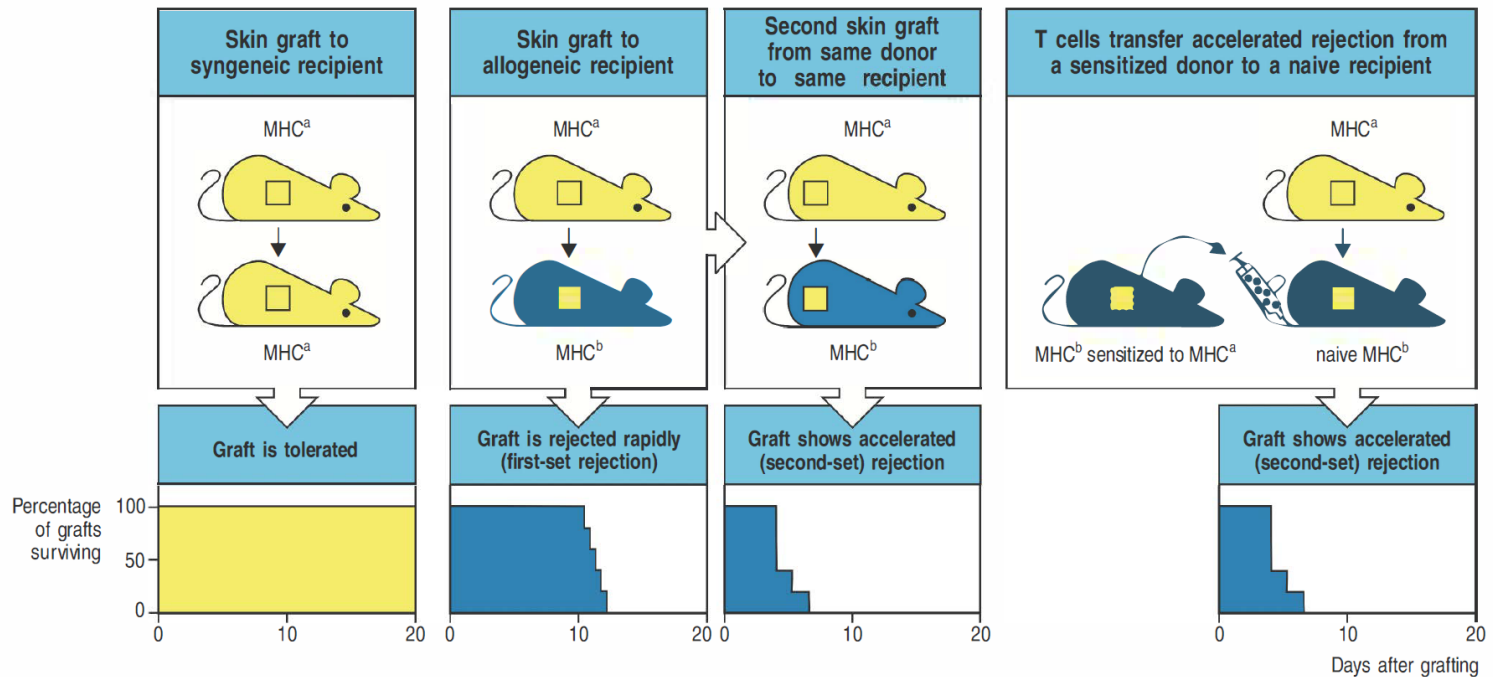 Skin graft to
syngeneic recipient
Skin graft to
allogeneic recipient
Second skin graft
from same donor
to same recipient
T cells transfer accelerated rejection from
a sensitized donor to a naive recipient
MHCᵃ
MHCᵃ
MHCᵃ
MHCᵃ
MHCᵃ
MHCᵇ
MHCᵇ
MHCᵇ sensitized to MHCᵃ
naive MHCᵇ
Graft is tolerated
Graft is rejected rapidly
(first-set rejection)
Graft shows accelerated
(second-set) rejection
Graft shows accelerated
(second-set) rejection
Percentage
of grafts
surviving
100
50
0
0 10 20
0 10 20
0 10 20
0 10 20
Days after grafting